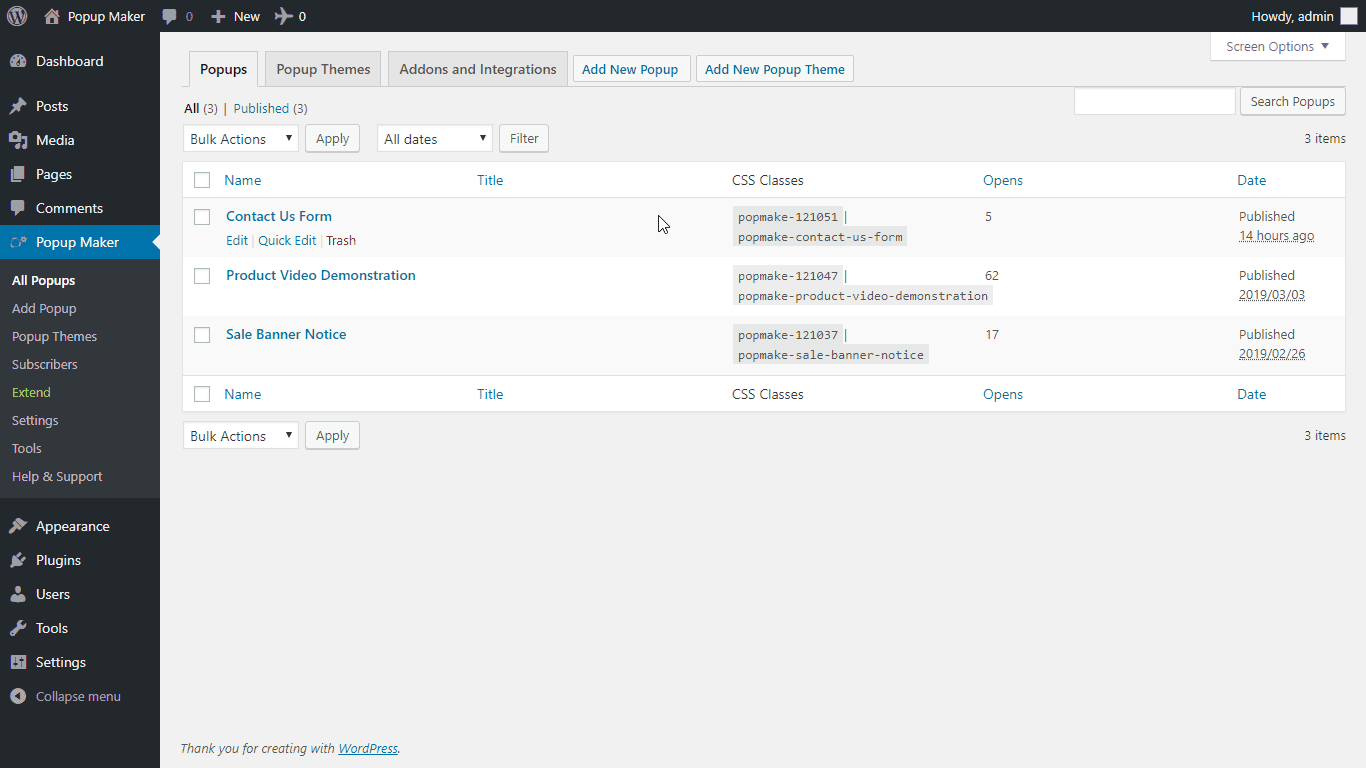 Popup Maker 0 New 0 Howdy, admin
Screen Options ▼
Dashboard
Posts
Media
Pages
Comments
Popup Maker
All Popups
Add Popup
Popup Themes
Subscribers
Extend
Settings
Tools
Help & Support
Appearance
Plugins
Users
Tools
Settings
Collapse menu
Popups Popup Themes Addons and Integrations Add New Popup Add New Popup Theme
All (3) | Published (3)
Search Popups
Bulk Actions Apply All dates Filter 3 items
Name Title CSS Classes Opens Date
Contact Us Form popmake-121051 | 5 Published
Edit | Quick Edit | Trash popmake-contact-us-form 14 hours ago
Product Video Demonstration popmake-121047 | 62 Published
popmake-product-video-demonstration 2019/03/03
Sale Banner Notice popmake-121037 | 17 Published
popmake-sale-banner-notice 2019/02/26
Name Title CSS Classes Opens Date
Bulk Actions Apply 3 items
Thank you for creating with WordPress.